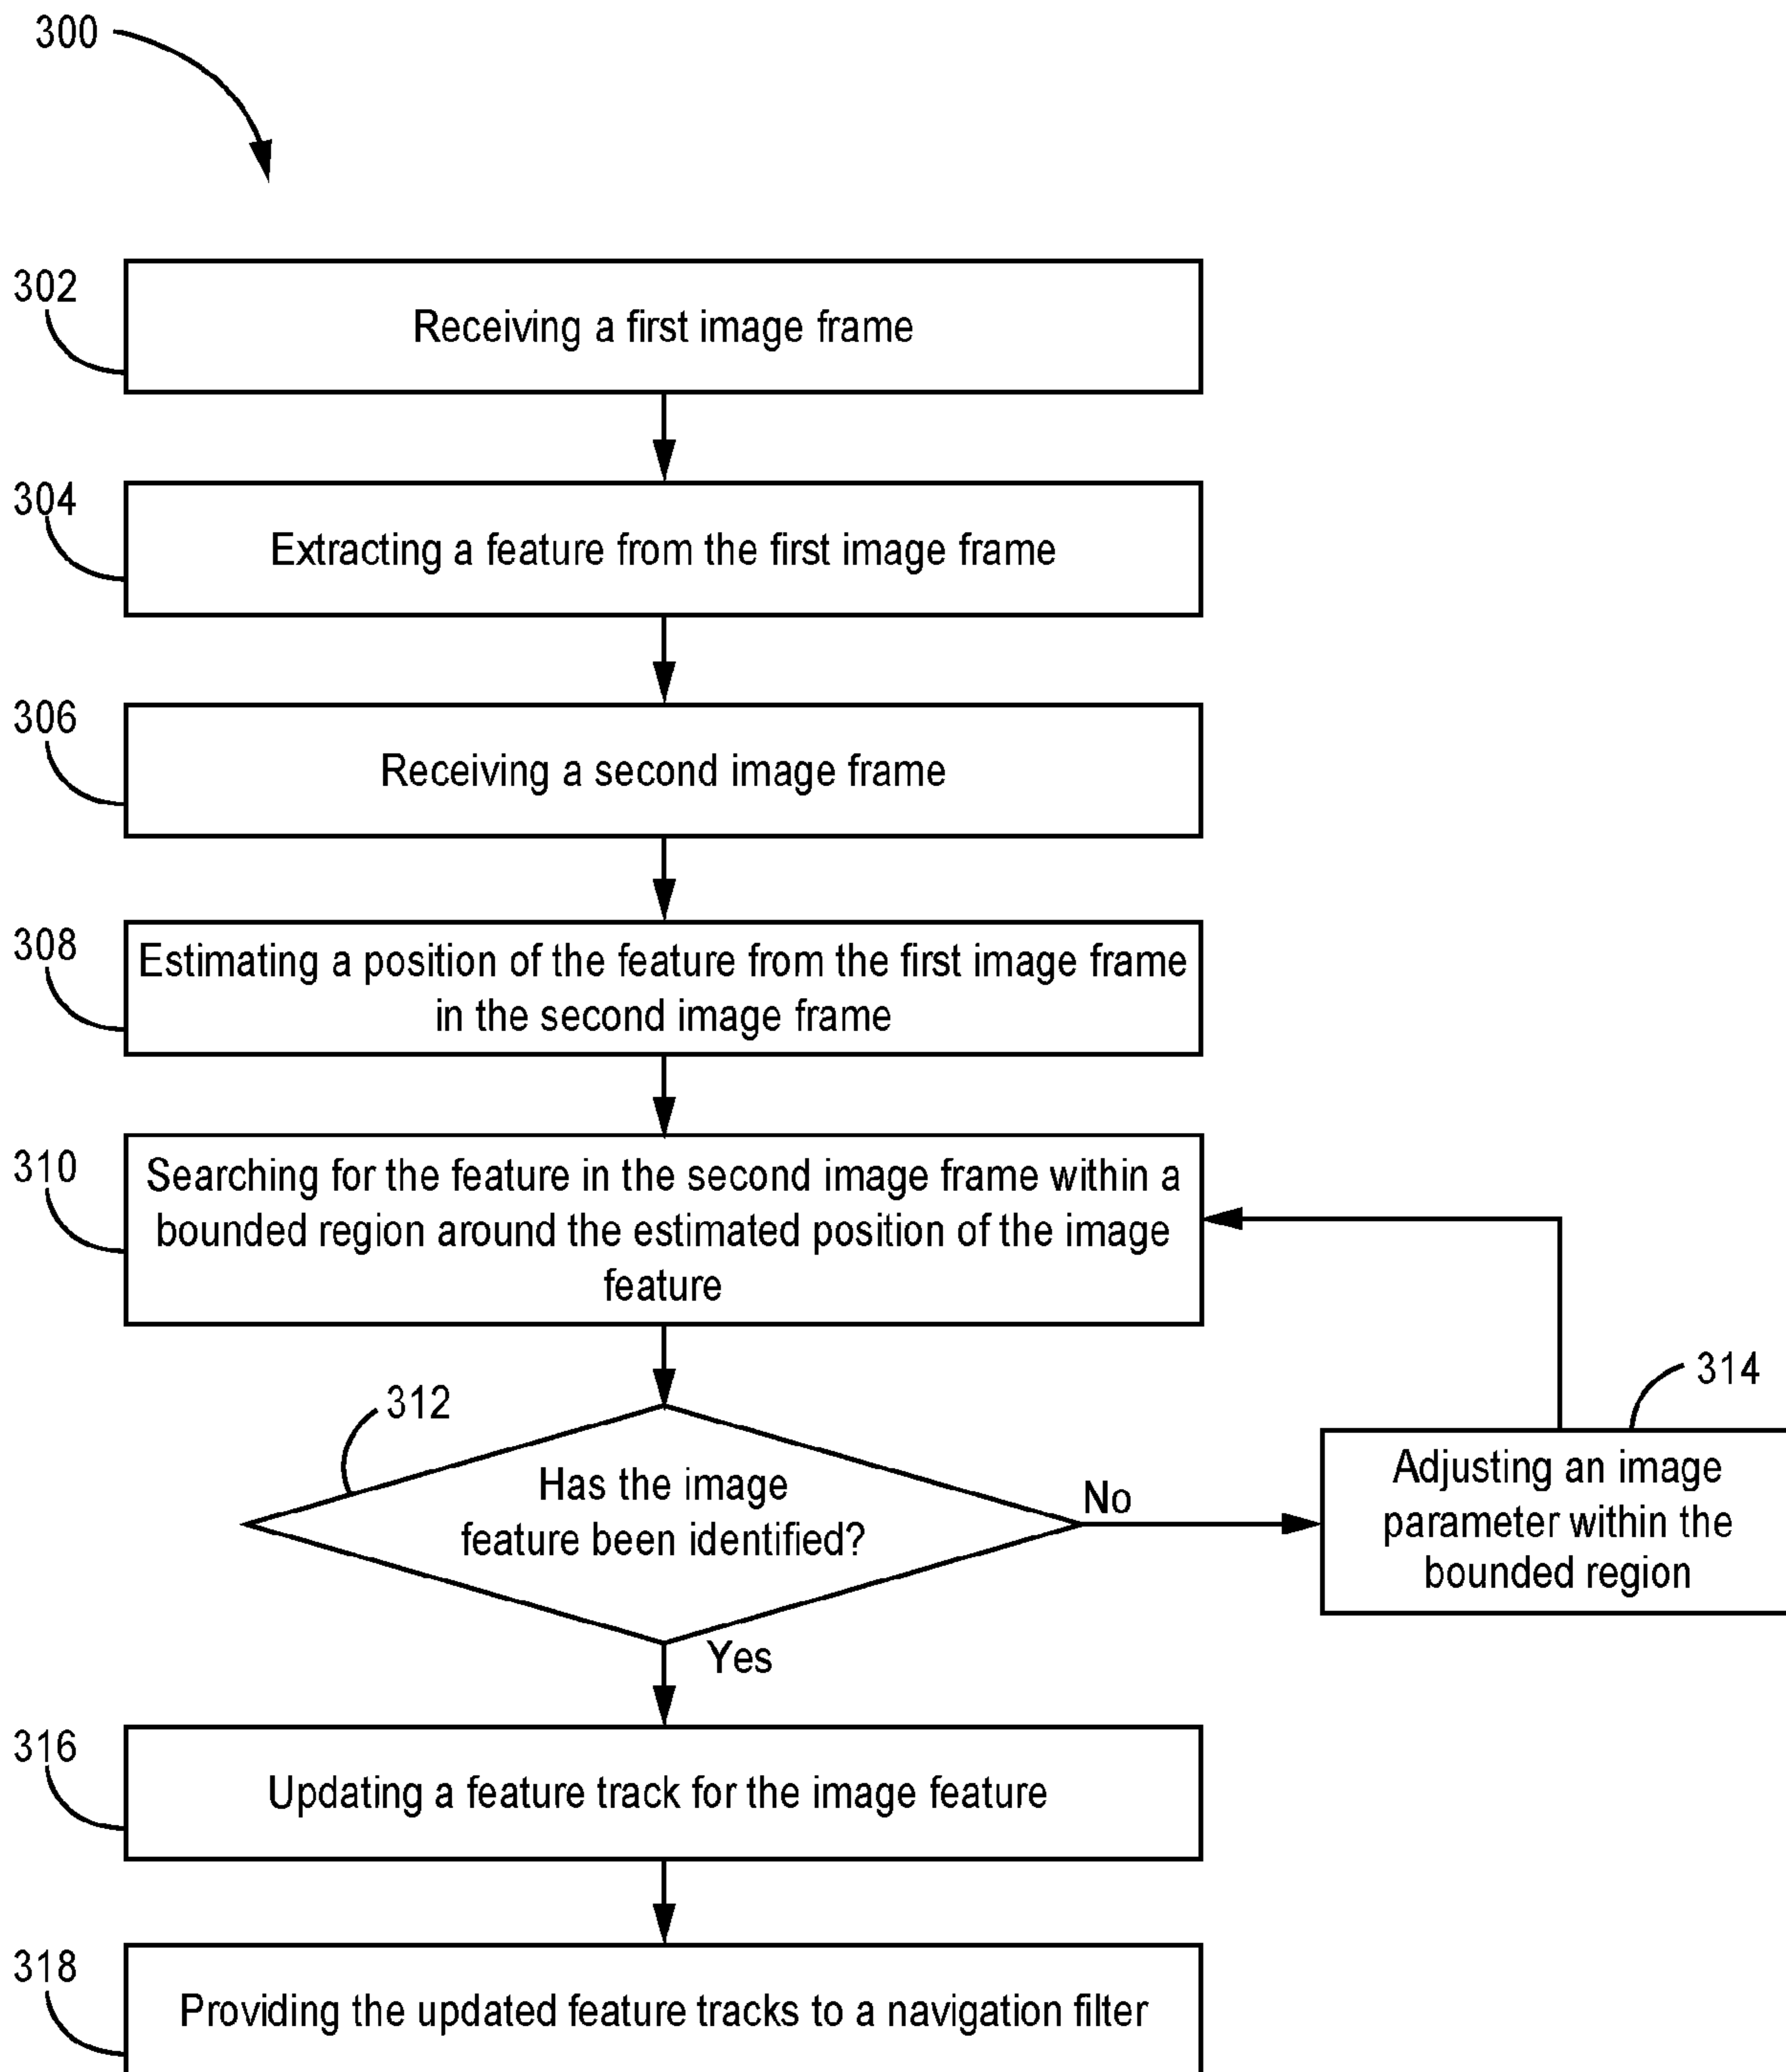 300
302
Receiving a first image frame
304
Extracting a feature from the first image frame
306
Receiving a second image frame
308
Estimating a position of the feature from the first image frame
in the second image frame
310
Searching for the feature in the second image frame within a
bounded region around the estimated position of the image
feature
312
Has the image
feature been identified?
No
314
Adjusting an image
parameter within the
bounded region
Yes
316
Updating a feature track for the image feature
318
Providing the updated feature tracks to a navigation filter